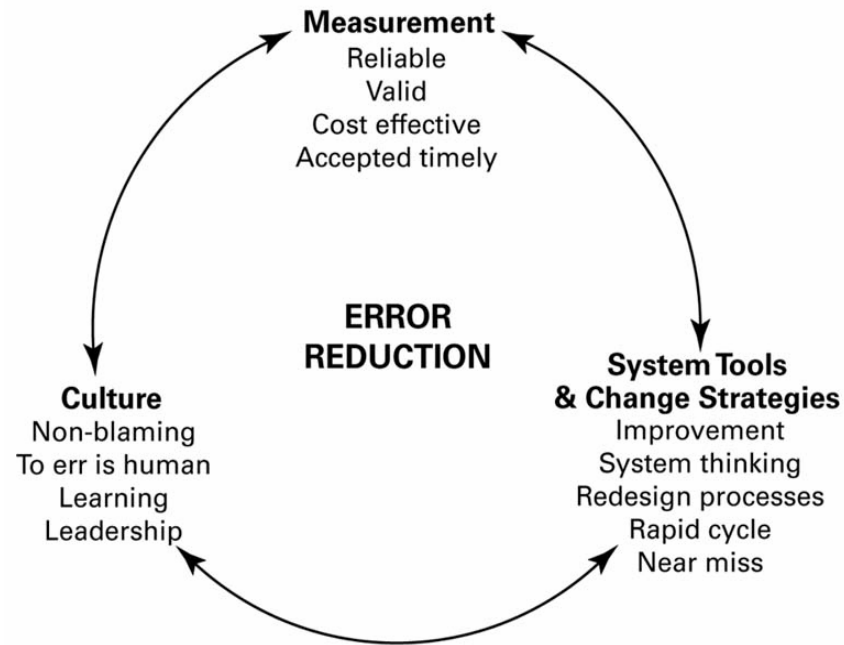 Measurement
Reliable
Valid
Cost effective
Accepted timely
ERROR
REDUCTION
Culture
Non-blaming
To err is human
Learning
Leadership
System Tools
& Change Strategies
Improvement
System thinking
Redesign processes
Rapid cycle
Near miss